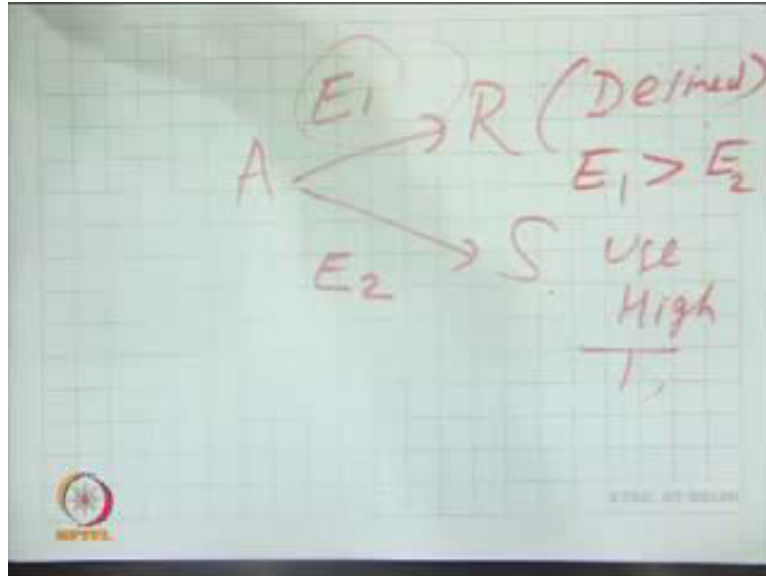 E1
R (Desired)
A
E1 > E2
S
E2
Use
High
T,
NPTEL